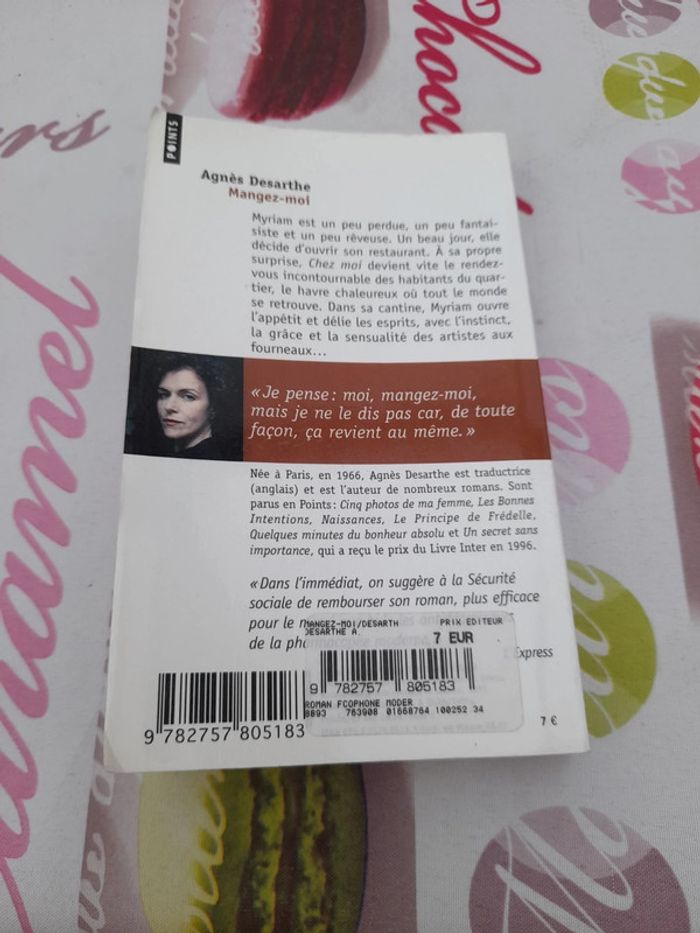 Choc
POINTS
Agnès Desarthe
Mangez-moi
Myriam est un peu perdue, un peu fantai-
siste et un peu rêveuse. Un beau jour, elle
décide d'ouvrir son restaurant. À sa propre
surprise, Chez moi devient vite le rendez-
vous incontournable des habitants du quar-
tier, le havre chaleureux où tout le monde
se retrouve. Dans sa cantine, Myriam ouvre
l'appétit et délie les esprits, avec l'instinct,
la grâce et la sensualité des artistes aux
fourneaux...
« Je pense : moi, mangez-moi,
mais je ne le dis pas car, de toute
façon, ça revient au même. »
Née à Paris, en 1966, Agnès Desarthe est traductrice
(anglais) et est l'auteur de nombreux romans. Sont
parus en Points : Cinq photos de ma femme, Les Bonnes
Intentions, Naissances, Le Principe de Frédelle,
Quelques minutes du bonheur absolu et Un secret sans
importance, qui a reçu le prix du Livre Inter en 1996.
« Dans l'immédiat, on suggère à la Sécurité
sociale de rembourser son roman, plus efficace
pour le
de la
Express
MANGEZ-MOI/DESARTH PRIX EDITEUR
DESARTHE A. 7 EUR
9 782757 805183
ROMAN FCOPHONE MODER
8893 763908 01668764 100252 34
9 782757 805183
7 €
aramel